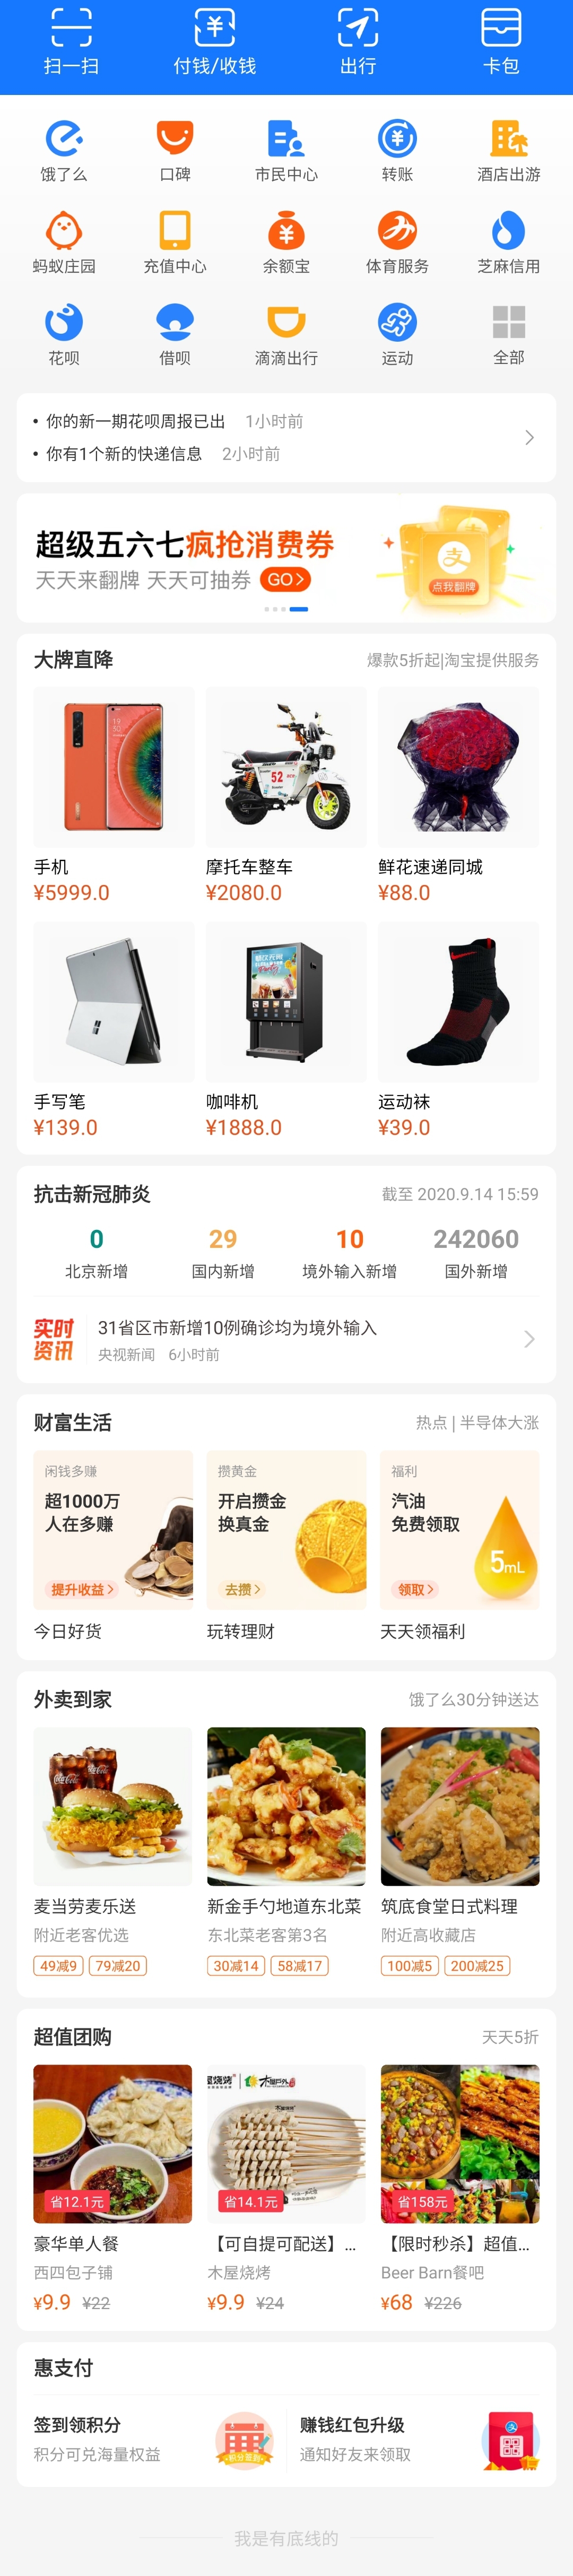 扫一扫 付钱/收钱 出行 卡包
饿了么 口碑 市民中心 转账 酒店出游
蚂蚁庄园 充值中心 余额宝 体育服务 芝麻信用
花呗 借呗 滴滴出行 运动 全部
• 你的新一期花呗周报已出 1小时前
• 你有1个新的快递信息 2小时前
超级五六七疯抢消费券
天天来翻牌 天天可抽券 GO>
支
点我翻牌
大牌直降 爆款5折起|淘宝提供服务
52
手机 摩托车整车 鲜花速递同城
¥5999.0 ¥2080.0 ¥88.0
手写笔 咖啡机 运动袜
¥139.0 ¥1888.0 ¥39.0
抗击新冠肺炎 截至 2020.9.14 15:59
0 29 10 242060
北京新增 国内新增 境外输入新增 国外新增
实时资讯
31省区市新增10例确诊均为境外输入
央视新闻 6小时前
财富生活 热点 | 半导体大涨
闲钱多赚 攒黄金 福利
超1000万 开启攒金 汽油
人在多赚 换真金 免费领取
5mL
提升收益> 去攒> 领取>
今日好货 玩转理财 天天领福利
外卖到家 饿了么30分钟送达
Coca-Cola Coca-Cola
麦当劳麦乐送 新金手勺地道东北菜 筑底食堂日式料理
附近老客优选 东北菜老客第3名 附近高收藏店
49减9 79减20 30减14 58减17 100减5 200减25
超值团购 天天5折
木屋烧烤
省12.1元 省14.1元 省158元
豪华单人餐 【可自提可配送】... 【限时秒杀】超值...
西四包子铺 木屋烧烤 Beer Barn餐吧
¥9.9 ¥22 ¥9.9 ¥24 ¥68 ¥226
惠支付
签到领积分 赚钱红包升级
积分可兑海量权益 通知好友来领取
积分签到
我是有底线的